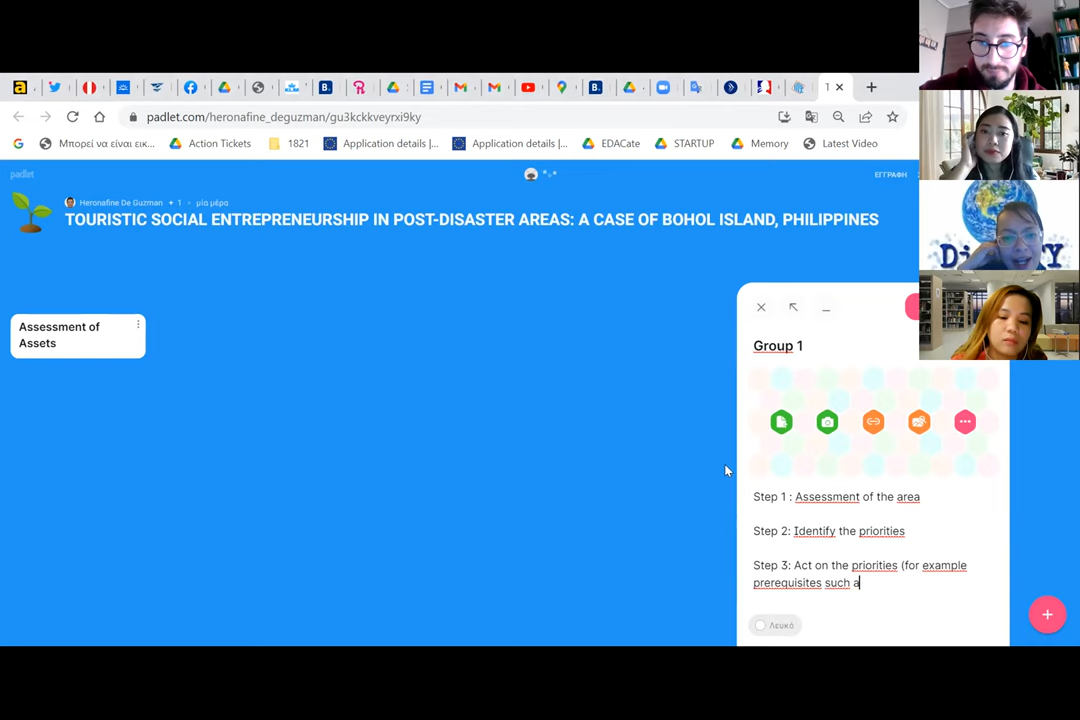 padlet.com/heronafine_deguzman/gu3kckkveyrxi9ky
Μπορεί να είναι εικ...
Action Tickets
1821
Application details |...
Application details |...
EDACate
STARTUP
Memory
Latest Video
padlet
ΕΓΓΡΑΦΗ
Heronafine De Guzman + 1 • μία μέρα
TOURISTIC SOCIAL ENTREPRENEURSHIP IN POST-DISASTER AREAS: A CASE OF BOHOL ISLAND, PHILIPPINES
Assessment of
Assets
Group 1
Step 1 : Assessment of the area
Step 2: Identify the priorities
Step 3: Act on the priorities (for example
prerequisites such a
Λευκό